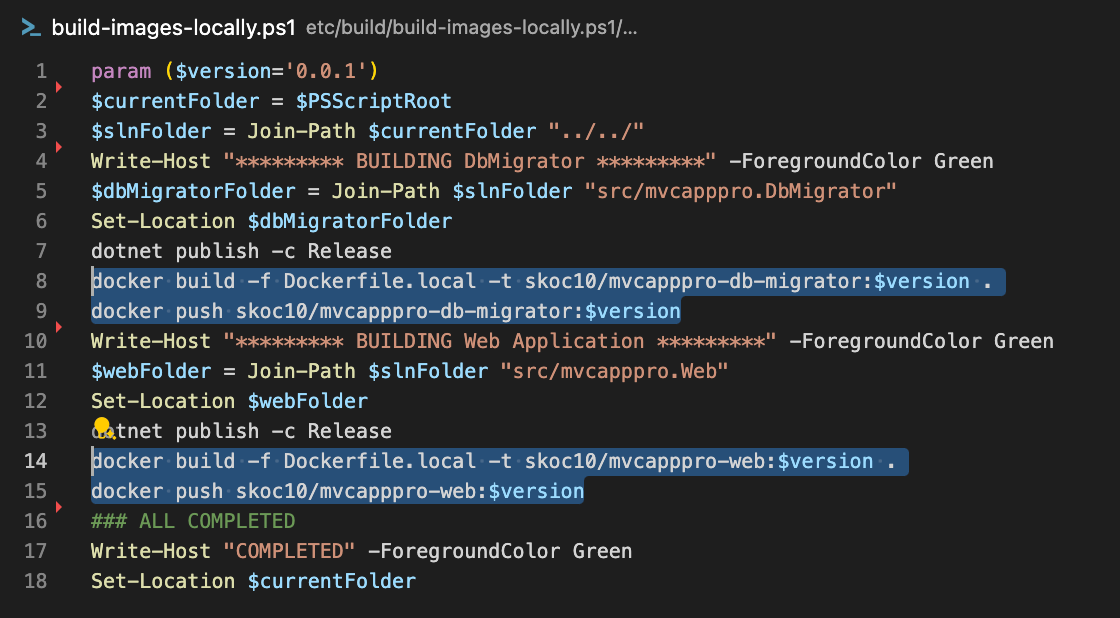 build-images-locally.ps1 etc/build/build-images-locally.ps1/...
1 param ($version='0.0.1')
2 $currentFolder = $PSScriptRoot
3 $slnFolder = Join-Path $currentFolder "../../"
4 Write-Host "********* BUILDING DbMigrator *********" -ForegroundColor Green
5 $dbMigratorFolder = Join-Path $slnFolder "src/mvcapppro.DbMigrator"
6 Set-Location $dbMigratorFolder
7 dotnet publish -c Release
8 docker build -f Dockerfile.local -t skoc10/mvcapppro-db-migrator:$version .
9 docker push skoc10/mvcapppro-db-migrator:$version
10 Write-Host "********* BUILDING Web Application *********" -ForegroundColor Green
11 $webFolder = Join-Path $slnFolder "src/mvcapppro.Web"
12 Set-Location $webFolder
13 dotnet publish -c Release
14 docker build -f Dockerfile.local -t skoc10/mvcapppro-web:$version .
15 docker push skoc10/mvcapppro-web:$version
16 ### ALL COMPLETED
17 Write-Host "COMPLETED" -ForegroundColor Green
18 Set-Location $currentFolder